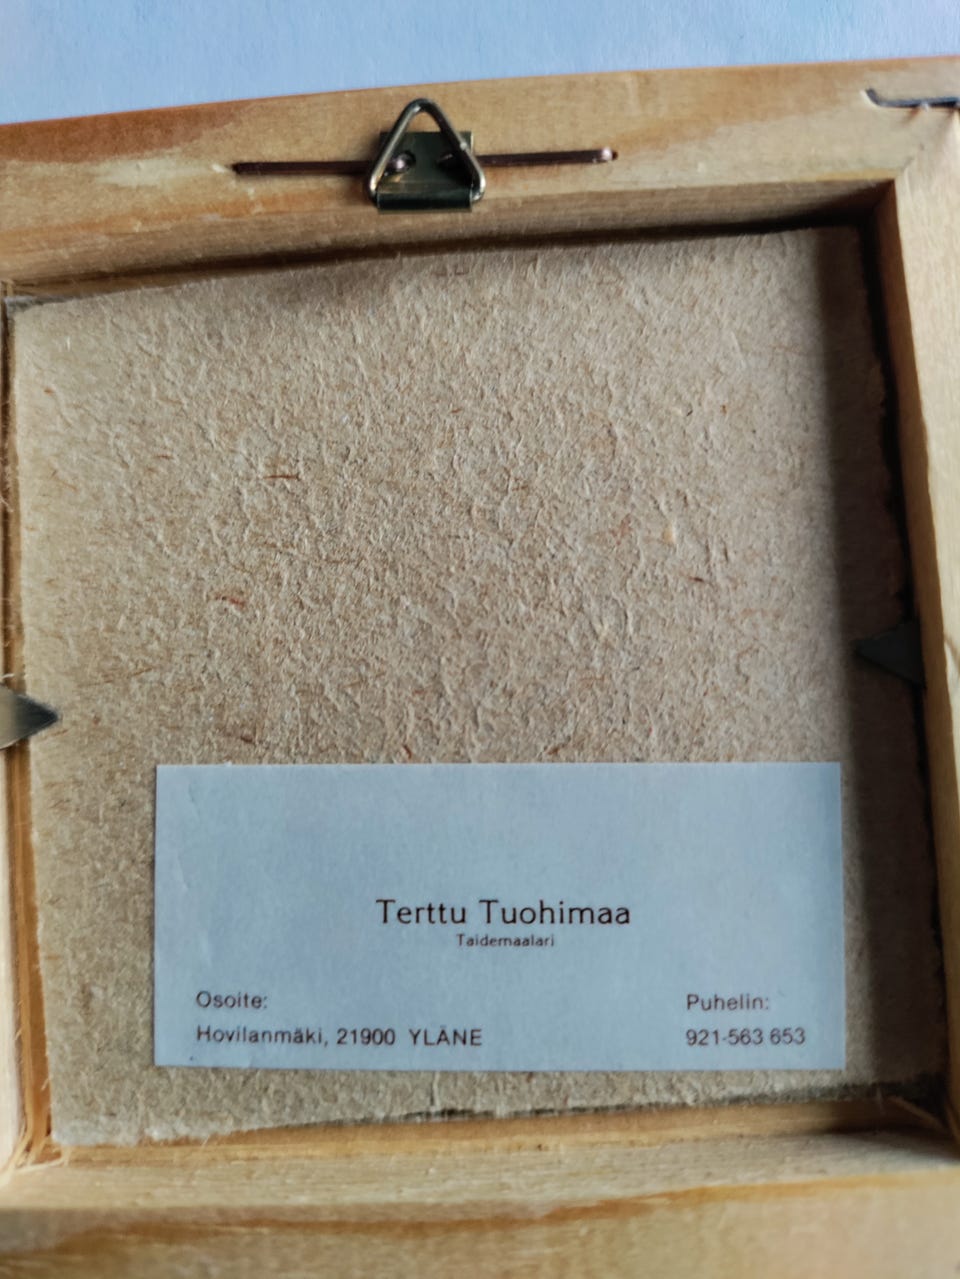 Terttu Tuohimaa
Taidemaalari
Osoite:
Hovilanmäki, 21900 YLÄNE
Puhelin:
921-563 653